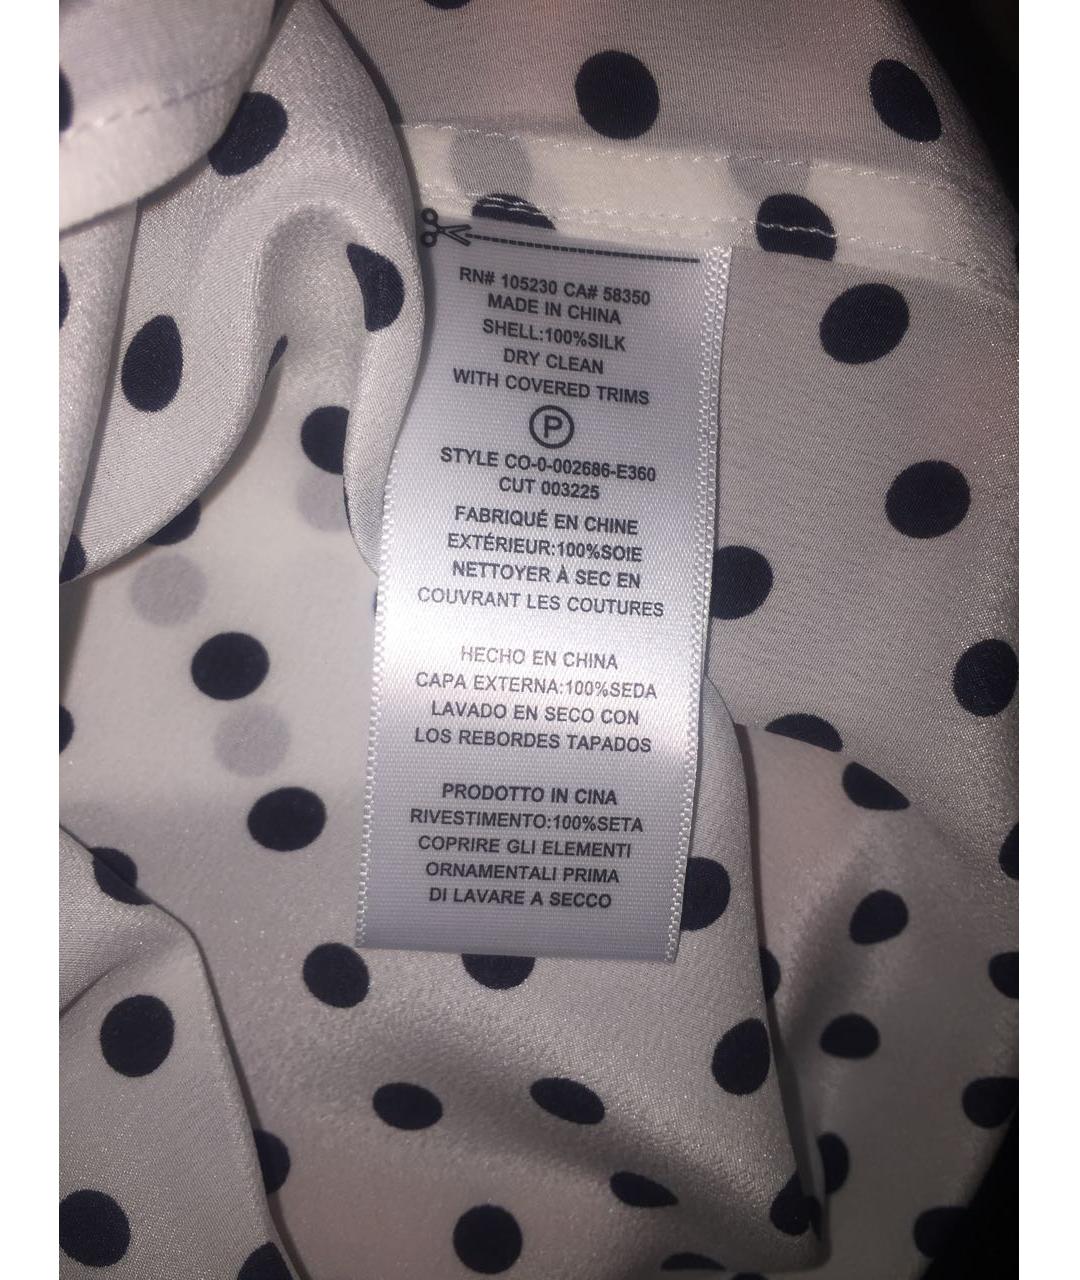 RN# 105230 CA# 58350
MADE IN CHINA
SHELL:100%SILK
DRY CLEAN
WITH COVERED TRIMS
P
STYLE CO-0-002686-E360
CUT 003225
FABRIQUÉ EN CHINE
EXTÉRIEUR:100%SOIE
NETTOYER À SEC EN
COUVRANT LES COUTURES
HECHO EN CHINA
CAPA EXTERNA:100%SEDA
LAVADO EN SECO CON
LOS REBORDES TAPADOS
PRODOTTO IN CINA
RIVESTIMENTO:100%SETA
COPRIRE GLI ELEMENTI
ORNAMENTALI PRIMA
DI LAVARE A SECCO